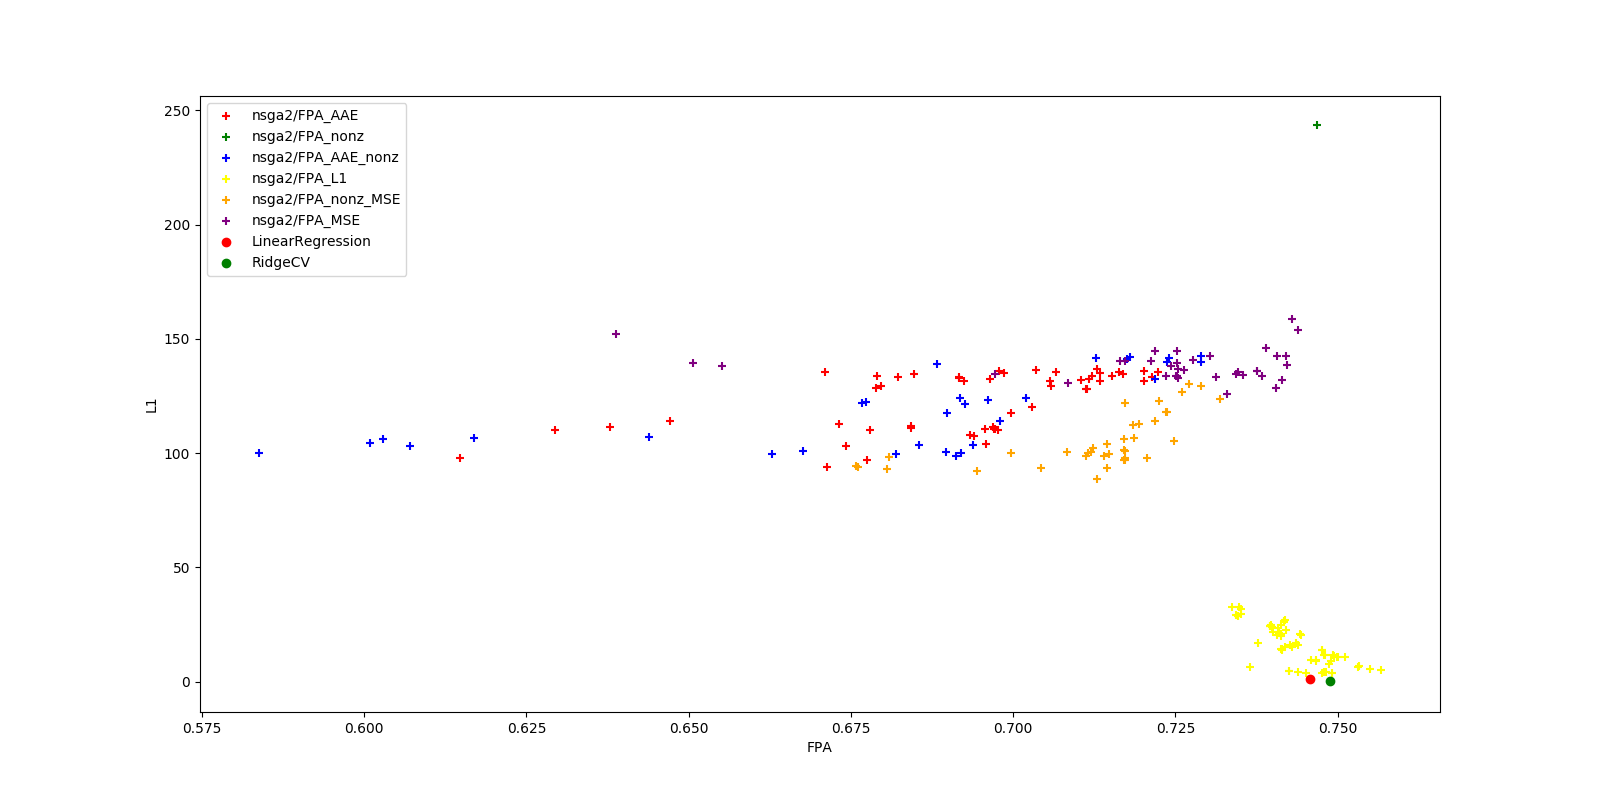 250
200
150
100
50
0
L1
nsga2/FPA_AAE
nsga2/FPA_nonz
nsga2/FPA_AAE_nonz
nsga2/FPA_L1
nsga2/FPA_nonz_MSE
nsga2/FPA_MSE
LinearRegression
RidgeCV
0.575 0.600 0.625 0.650 0.675 0.700 0.725 0.750
FPA